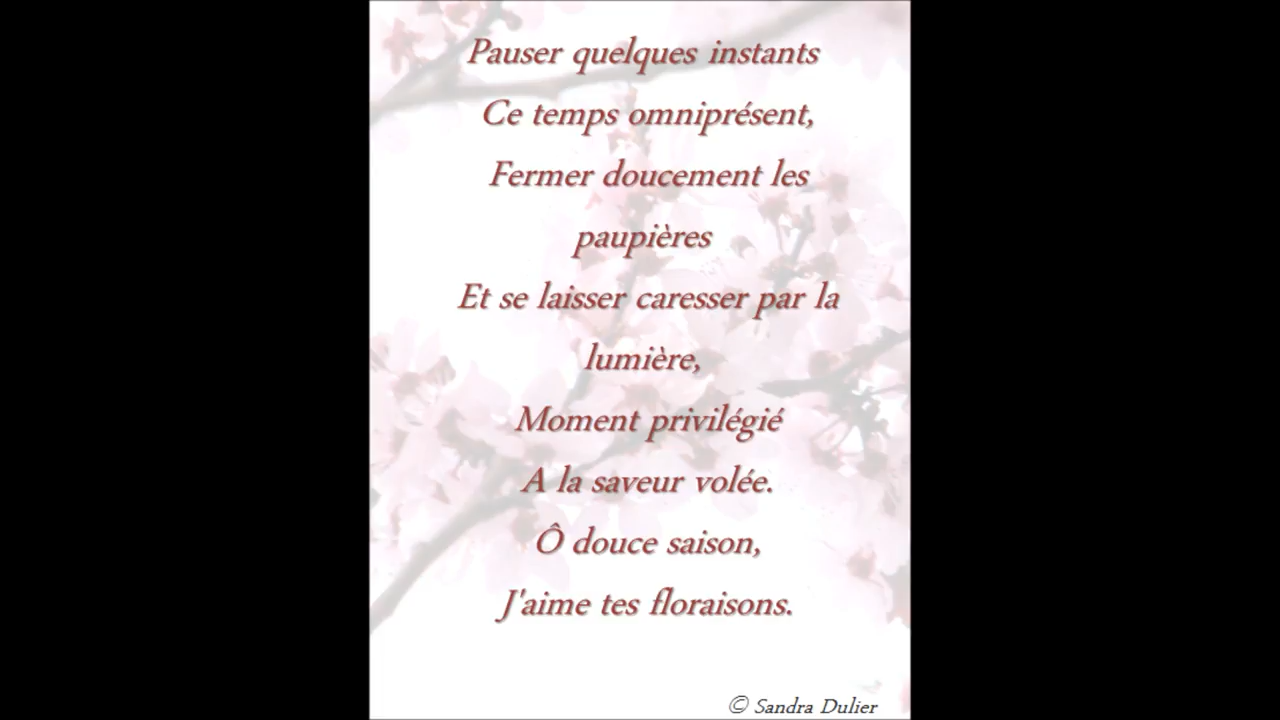 Pauser quelques instants
Ce temps omniprésent,
Fermer doucement les
paupières
Et se laisser caresser par la
lumière,
Moment privilégié
A la saveur volée.
Ô douce saison,
J'aime tes floraisons.
© Sandra Dulier